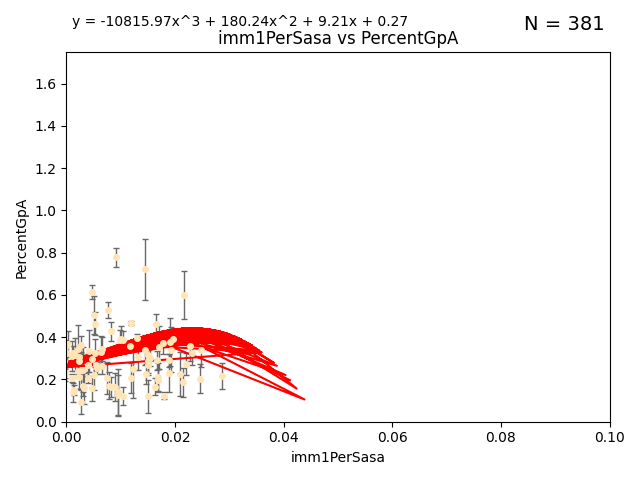 y = -10815.97x^3 + 180.24x^2 + 9.21x + 0.27
N = 381
imm1PerSasa vs PercentGpA
PercentGpA
1.6
1.4
1.2
1.0
0.8
0.6
0.4
0.2
0.0
0.00 0.02 0.04 0.06 0.08 0.10
imm1PerSasa